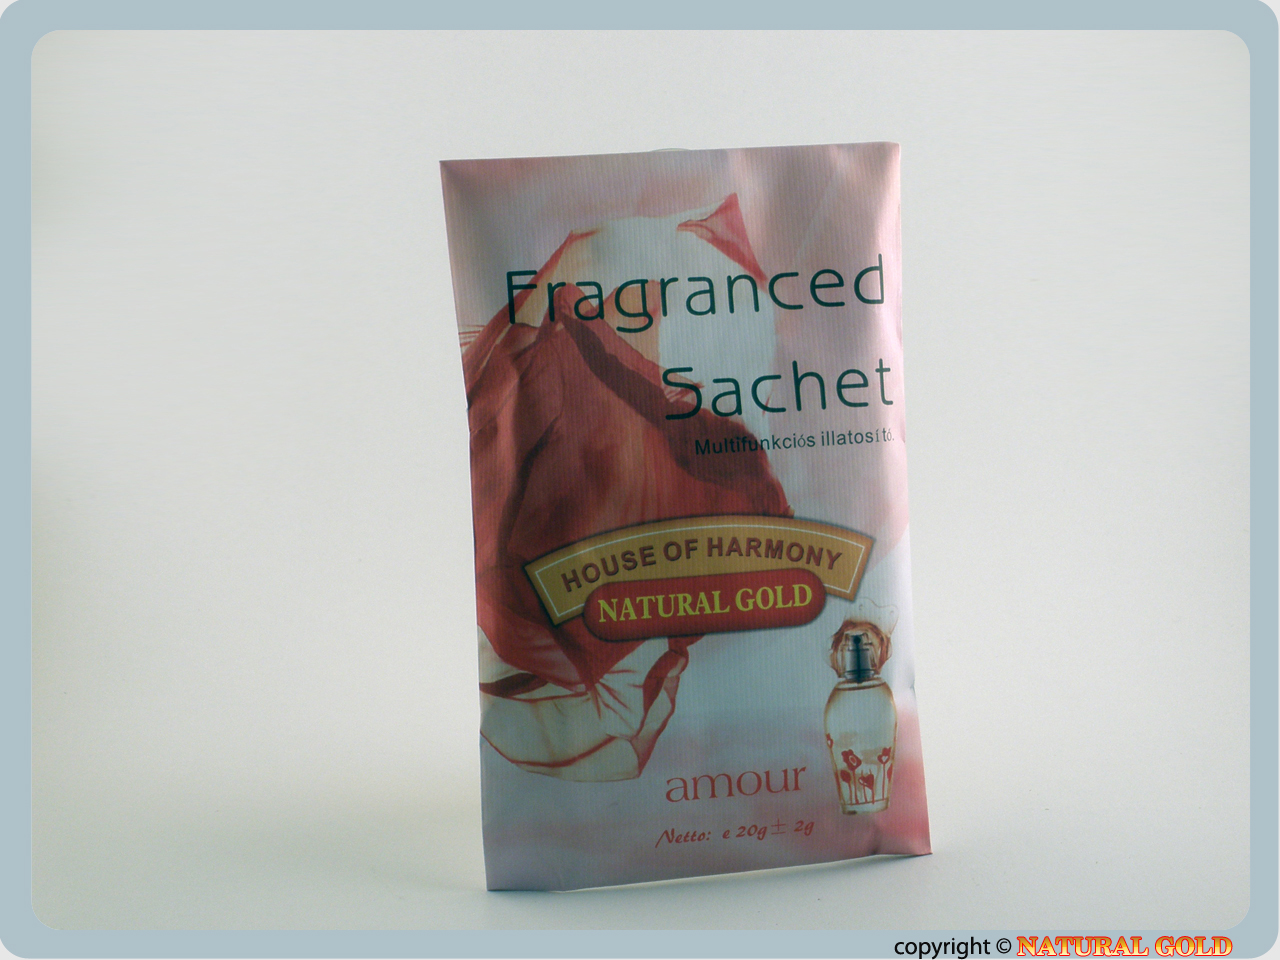 Fragranced
Sachet
Multifunkciós illatosító.
HOUSE OF HARMONY
NATURAL GOLD
amour
Netto: e 20g ± 2g
copyright © NATURAL GOLD